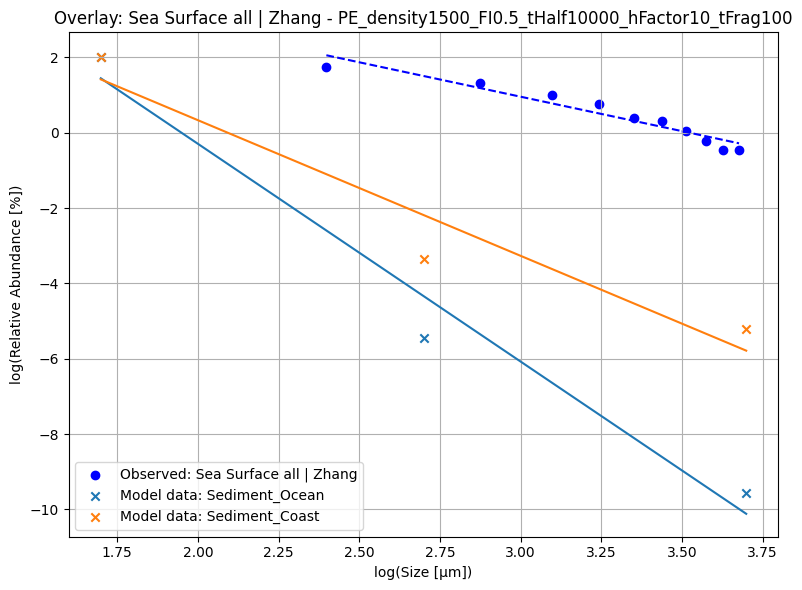 Overlay: Sea Surface all | Zhang - PE_density1500_FI0.5_tHalf10000_hFactor10_tFrag100
log(Relative Abundance [%])
2
0
−2
−4
−6
−8
−10
Observed: Sea Surface all | Zhang
Model data: Sediment_Ocean
Model data: Sediment_Coast
1.75 2.00 2.25 2.50 2.75 3.00 3.25 3.50 3.75
log(Size [µm])